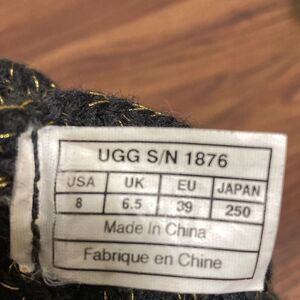 UGG S/N 1876
USA UK EU JAPAN
8 6.5 39 250
Made In China
Fabrique en Chine